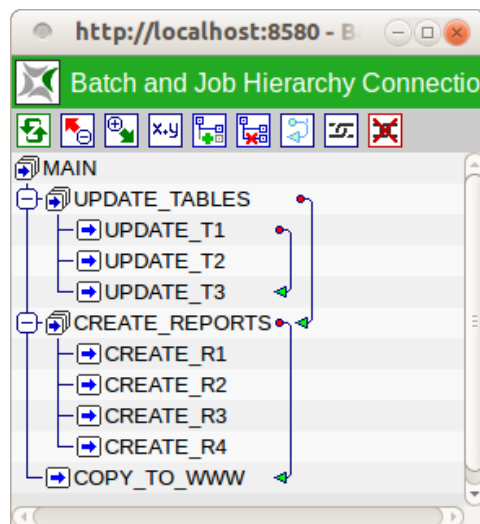 http://localhost:8580 - B
Batch and Job Hierarchy Connectio
x+y
MAIN
UPDATE_TABLES
UPDATE_T1
UPDATE_T2
UPDATE_T3
CREATE_REPORTS
CREATE_R1
CREATE_R2
CREATE_R3
CREATE_R4
COPY_TO_WWW